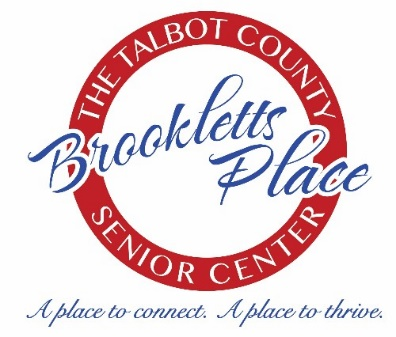 THE TALBOT COUNTY
Brookletts
Place
SENIOR CENTER
A place to connect. A place to thrive.